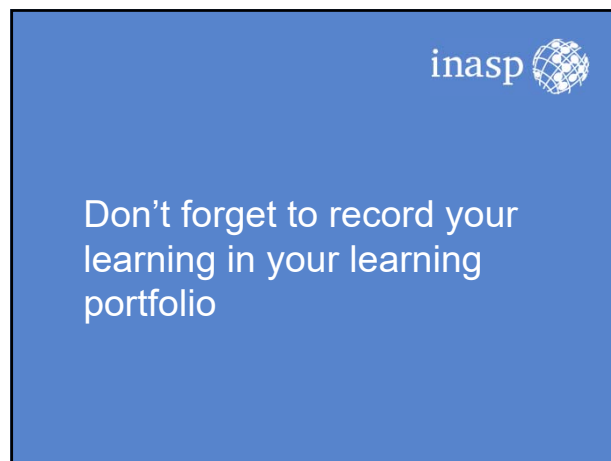 inasp
Don’t forget to record your
learning in your learning
portfolio